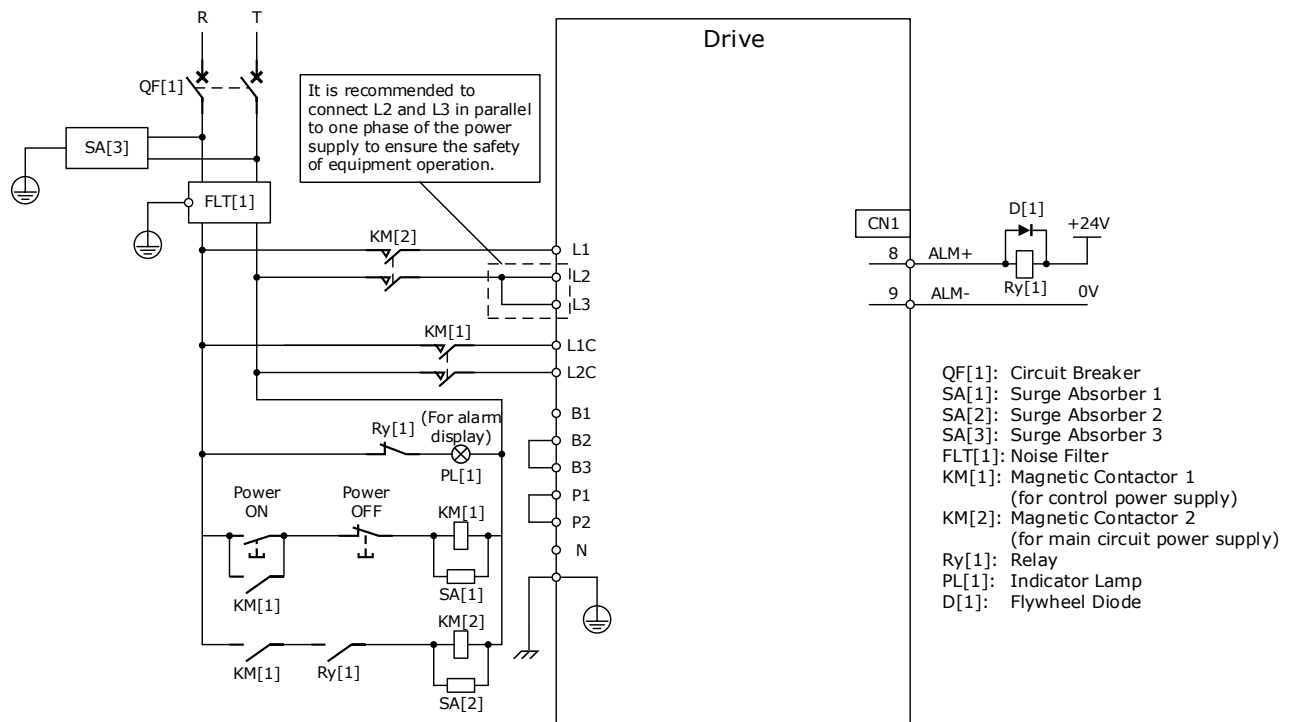 R T
Drive
QF[1]
It is recommended to
connect L2 and L3 in parallel
to one phase of the power
supply to ensure the safety
of equipment operation.
SA[3]
FLT[1]
KM[2]
L1
L2
L3
KM[1]
L1C
L2C
CN1
D[1]
+24V
8 ALM+
Ry[1]
9 ALM- 0V
B1
Ry[1]
(For alarm
display)
PL[1]
B2
B3
Power
ON
Power
OFF
KM[1]
P1
P2
KM[1]
SA[1]
N
KM[2]
KM[1]
Ry[1]
SA[2]
QF[1]: Circuit Breaker
SA[1]: Surge Absorber 1
SA[2]: Surge Absorber 2
SA[3]: Surge Absorber 3
FLT[1]: Noise Filter
KM[1]: Magnetic Contactor 1
(for control power supply)
KM[2]: Magnetic Contactor 2
(for main circuit power supply)
Ry[1]: Relay
PL[1]: Indicator Lamp
D[1]: Flywheel Diode